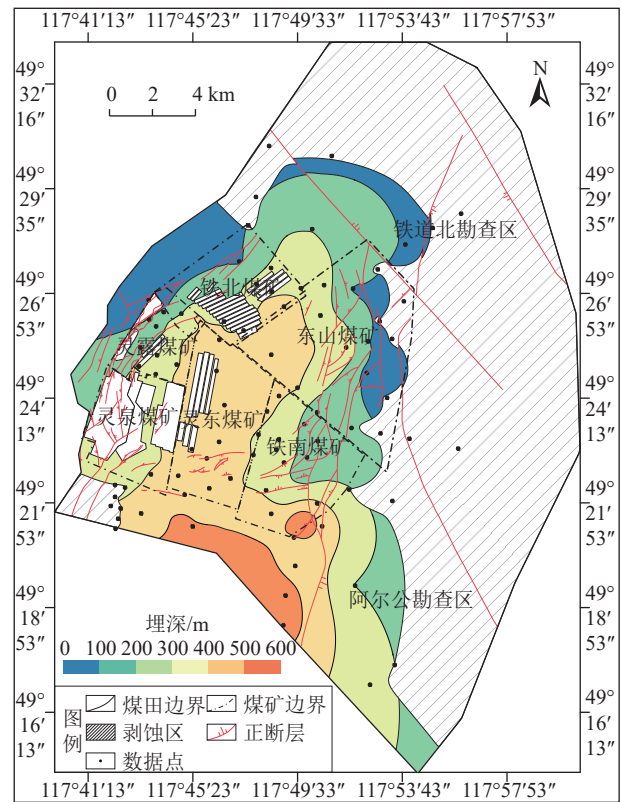 117°41′13″ 117°45′23″ 117°49′33″ 117°53′43″ 117°57′53″
49°
32′
16″
49°
29′
35″
49°
26′
53″
49°
24′
13″
49°
21′
53″
49°
18′
53″
49°
16′
13″
49°
32′
16″
49°
29′
35″
49°
26′
53″
49°
24′
13″
49°
21′
53″
49°
18′
53″
49°
16′
13″
N
0 2 4 km
铁道北勘查区
铁北煤矿
灵露煤矿
东山煤矿
灵泉煤矿
灵东煤矿
铁南煤矿
阿尔公勘查区
埋深/m
0 100 200 300 400 500 600
图例
煤田边界
煤矿边界
剥蚀区
正断层
数据点
117°41′13″ 117°45′23″ 117°49′33″ 117°53′43″ 117°57′53″